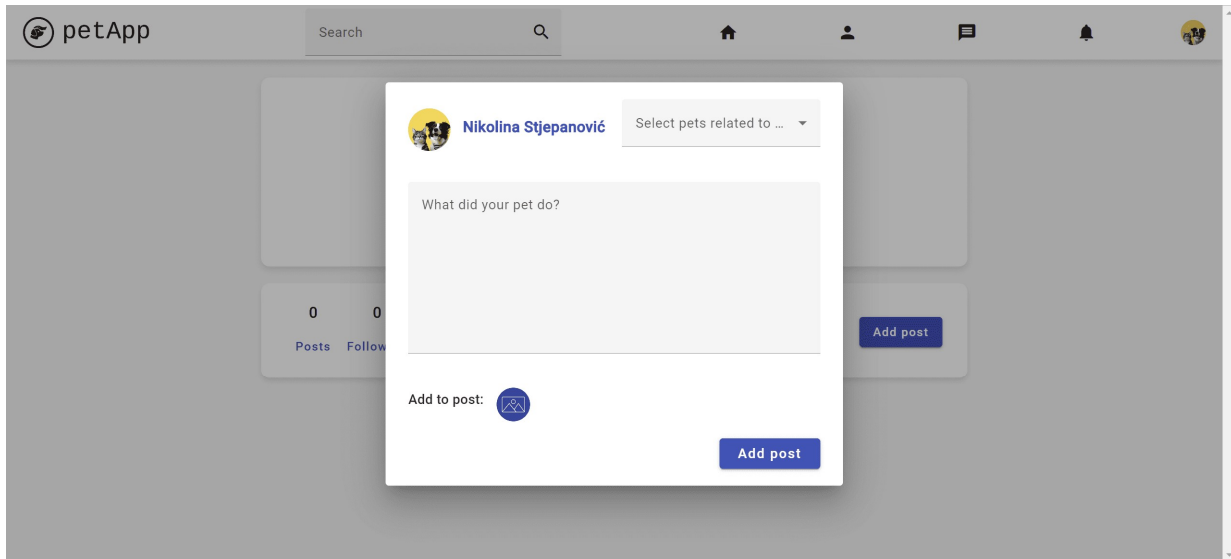 petApp
Search
Nikolina Stjepanović
Select pets related to ...
What did your pet do?
0 0
Posts Follow
Add post
Add to post:
Add post